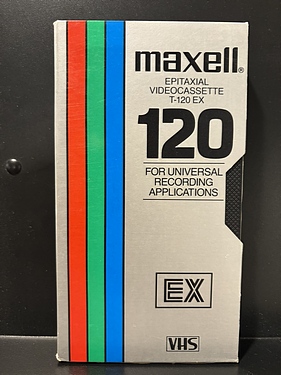 maxell®
EPITAXIAL
VIDEOCASSETTE
T-120 EX
120
FOR UNIVERSAL
RECORDING
APPLICATIONS
EX
VHS